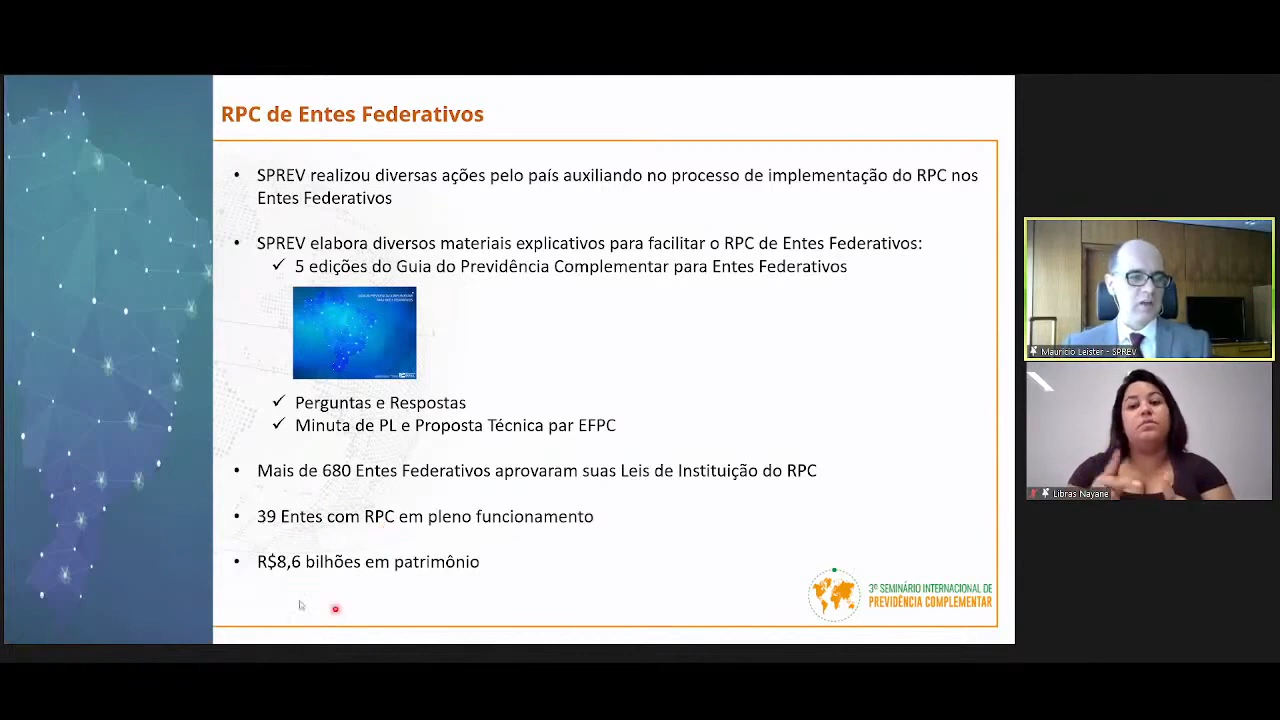 RPC de Entes Federativos
• SPREV realizou diversas ações pelo país auxiliando no processo de implementação do RPC nos
Entes Federativos
• SPREV elabora diversos materiais explicativos para facilitar o RPC de Entes Federativos:
✓ 5 edições do Guia do Previdência Complementar para Entes Federativos
✓ Perguntas e Respostas
✓ Minuta de PL e Proposta Técnica par EFPC
• Mais de 680 Entes Federativos aprovaram suas Leis de Instituição do RPC
• 39 Entes com RPC em pleno funcionamento
• R$8,6 bilhões em patrimônio
3º SEMINÁRIO INTERNACIONAL DE
PREVIDÊNCIA COMPLEMENTAR
Mauricio Leister - SPREV
Libras Nayane